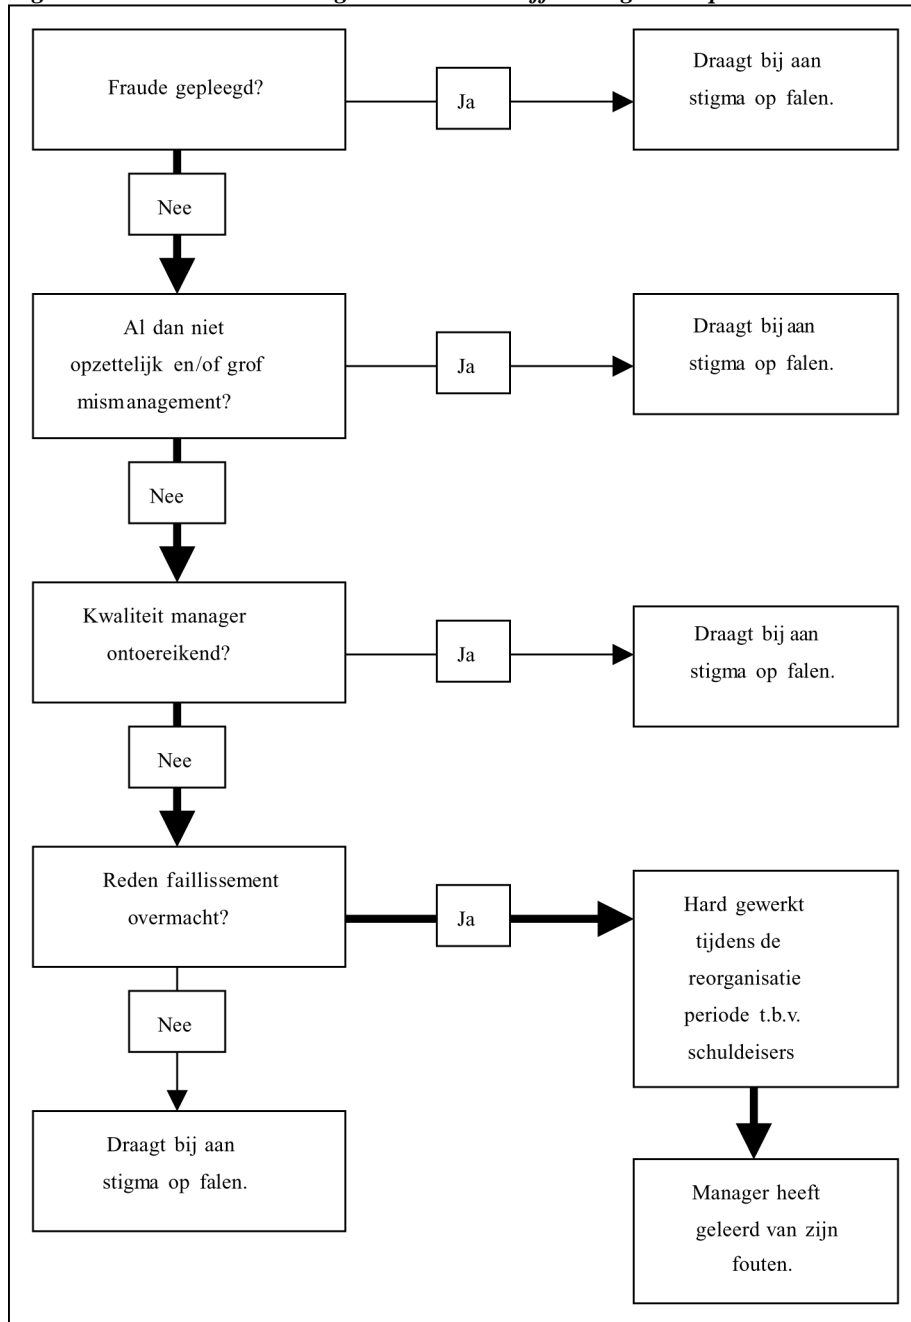 Fraude gepleegd?
Ja
Draagt bij aan
stigma op falen.
Nee
Al dan niet
opzettelijk en/of grof
mismanagement?
Ja
Draagt bij aan
stigma op falen.
Nee
Kwaliteit manager
ontoereikend?
Ja
Draagt bij aan
stigma op falen.
Nee
Reden faillissement
overmacht?
Ja
Hard gewerkt
tijdens de
reorganisatie
periode t.b.v.
schuldeisers
Nee
Draagt bij aan
stigma op falen.
Manager heeft
geleerd van zijn
fouten.